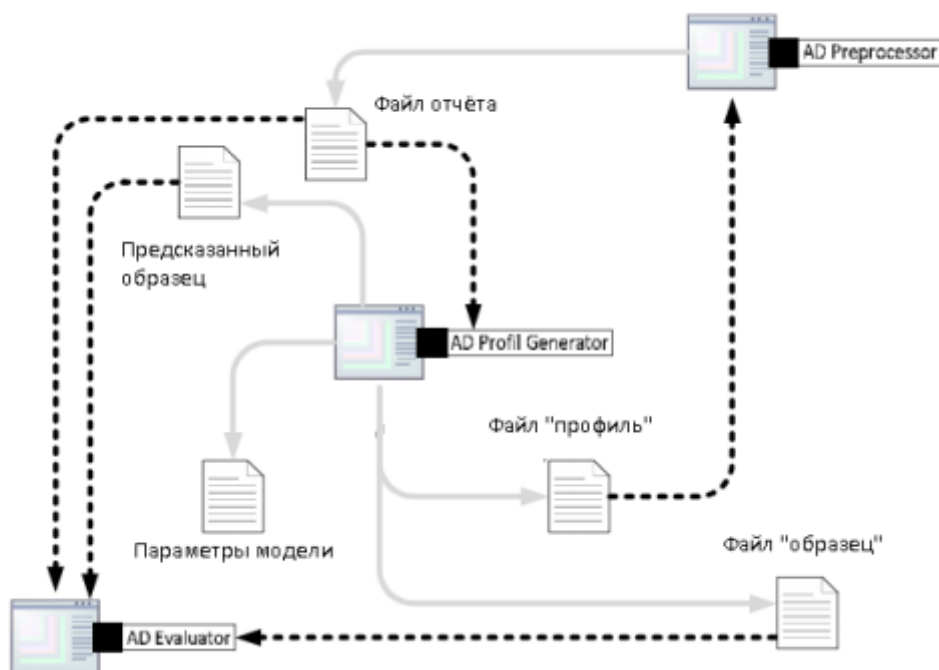 AD Preprocessor
Файл отчёта
Предсказанный
образец
AD Profil Generator
Файл "профиль"
Параметры модели
Файл "образец"
AD Evaluator